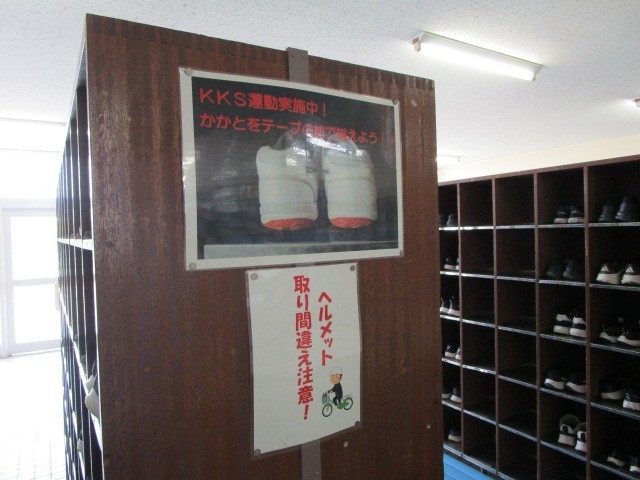 KKS運動実施中！
かかとをテープの線で揃えよう！
ヘルメット
取り間違え注意！